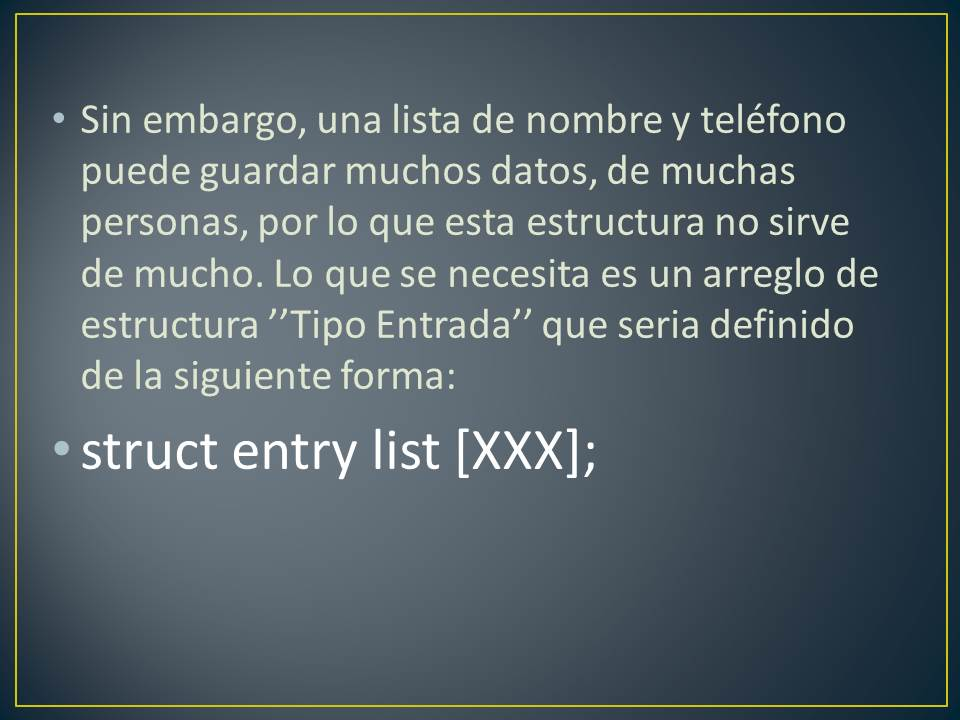 • Sin embargo, una lista de nombre y teléfono
puede guardar muchos datos, de muchas
personas, por lo que esta estructura no sirve
de mucho. Lo que se necesita es un arreglo de
estructura ’’Tipo Entrada’’ que seria definido
de la siguiente forma:
• struct entry list [XXX];